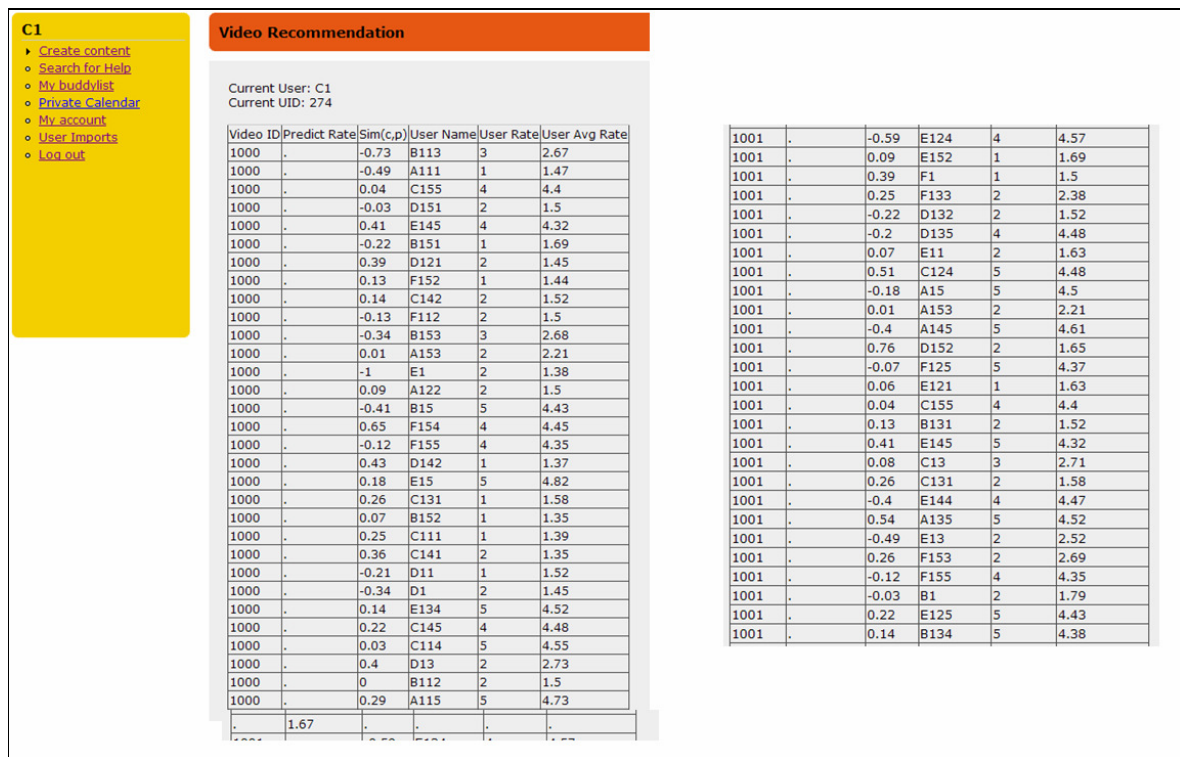 C1
Create content
Search for Help
My buddylist
Private Calendar
My account
User Imports
Log out
Video Recommendation
Current User: C1
Current UID: 274
Video ID Predict Rate Sim(c,p) User Name User Rate User Avg Rate
1000 . -0.73 B113 3 2.67
1000 . -0.49 A111 1 1.47
1000 . 0.04 C155 4 4.4
1000 . -0.03 D151 2 1.5
1000 . 0.41 E145 4 4.32
1000 . -0.22 B151 1 1.69
1000 . 0.39 D121 2 1.45
1000 . 0.13 F152 1 1.44
1000 . 0.14 C142 2 1.52
1000 . -0.13 F112 2 1.5
1000 . -0.34 B153 3 2.68
1000 . 0.01 A153 2 2.21
1000 . -1 E1 2 1.38
1000 . 0.09 A122 2 1.5
1000 . -0.41 B15 5 4.43
1000 . 0.65 F154 4 4.45
1000 . -0.12 F155 4 4.35
1000 . 0.43 D142 1 1.37
1000 . 0.18 E15 5 4.82
1000 . 0.26 C131 1 1.58
1000 . 0.07 B152 1 1.35
1000 . 0.25 C111 1 1.39
1000 . 0.36 C141 2 1.35
1000 . -0.21 D11 1 1.52
1000 . -0.34 D1 2 1.45
1000 . 0.14 E134 5 4.52
1000 . 0.22 C145 4 4.48
1000 . 0.03 C114 5 4.55
1000 . 0.4 D13 2 2.73
1000 . 0 B112 2 1.5
1000 . 0.29 A115 5 4.73
. 1.67 . . . .
1001 . -0.59 E124 4 4.57
1001 . 0.09 E152 1 1.69
1001 . 0.39 F1 1 1.5
1001 . 0.25 F133 2 2.38
1001 . -0.22 D132 2 1.52
1001 . -0.2 D135 4 4.48
1001 . 0.07 E11 2 1.63
1001 . 0.51 C124 5 4.48
1001 . -0.18 A15 5 4.5
1001 . 0.01 A153 2 2.21
1001 . -0.4 A145 5 4.61
1001 . 0.76 D152 2 1.65
1001 . -0.07 F125 5 4.37
1001 . 0.06 E121 1 1.63
1001 . 0.04 C155 4 4.4
1001 . 0.13 B131 2 1.52
1001 . 0.41 E145 5 4.32
1001 . 0.08 C13 3 2.71
1001 . 0.26 C131 2 1.58
1001 . -0.4 E144 4 4.47
1001 . 0.54 A135 5 4.52
1001 . -0.49 E13 2 2.52
1001 . 0.26 F153 2 2.69
1001 . -0.12 F155 4 4.35
1001 . -0.03 B1 2 1.79
1001 . 0.22 E125 5 4.43
1001 . 0.14 B134 5 4.38